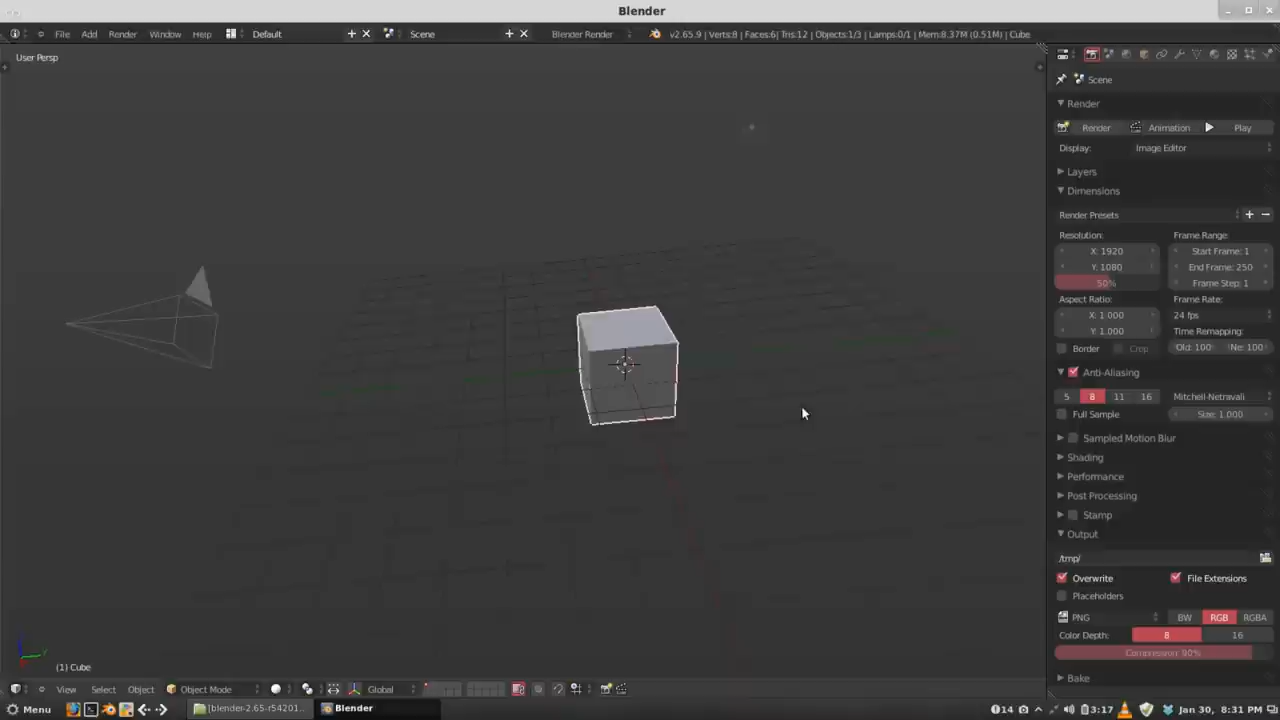 Blender
File Add Render Window Help Default Scene Blender Render v2.65.9 | Verts:8 | Faces:6| Tris:12 | Objects:1/3 | Lamps:0/1 | Mem:8.37M (0.51M) | Cube
User Persp
Scene
Render
Render Animation Play
Display: Image Editor
Layers
Dimensions
Render Presets
Resolution: Frame Range:
X: 1920 Start Frame: 1
Y: 1080 End Frame: 250
50% Frame Step: 1
Aspect Ratio: Frame Rate:
X: 1.000 24 fps
Y: 1.000 Time Remapping:
Border Crop Old: 100 Ne: 100
Anti-Aliasing
5 8 11 16 Mitchell-Netravali
Full Sample Size: 1.000
Sampled Motion Blur
Shading
Performance
Post Processing
Stamp
Output
/tmp/
Overwrite File Extensions
Placeholders
PNG BW RGB RGBA
Color Depth: 8 16
Compression: 90%
(1) Cube
Bake
View Select Object Object Mode Global
Menu [blender-2.65-r54201... Blender 14 3:17 Jan 30, 8:31 PM